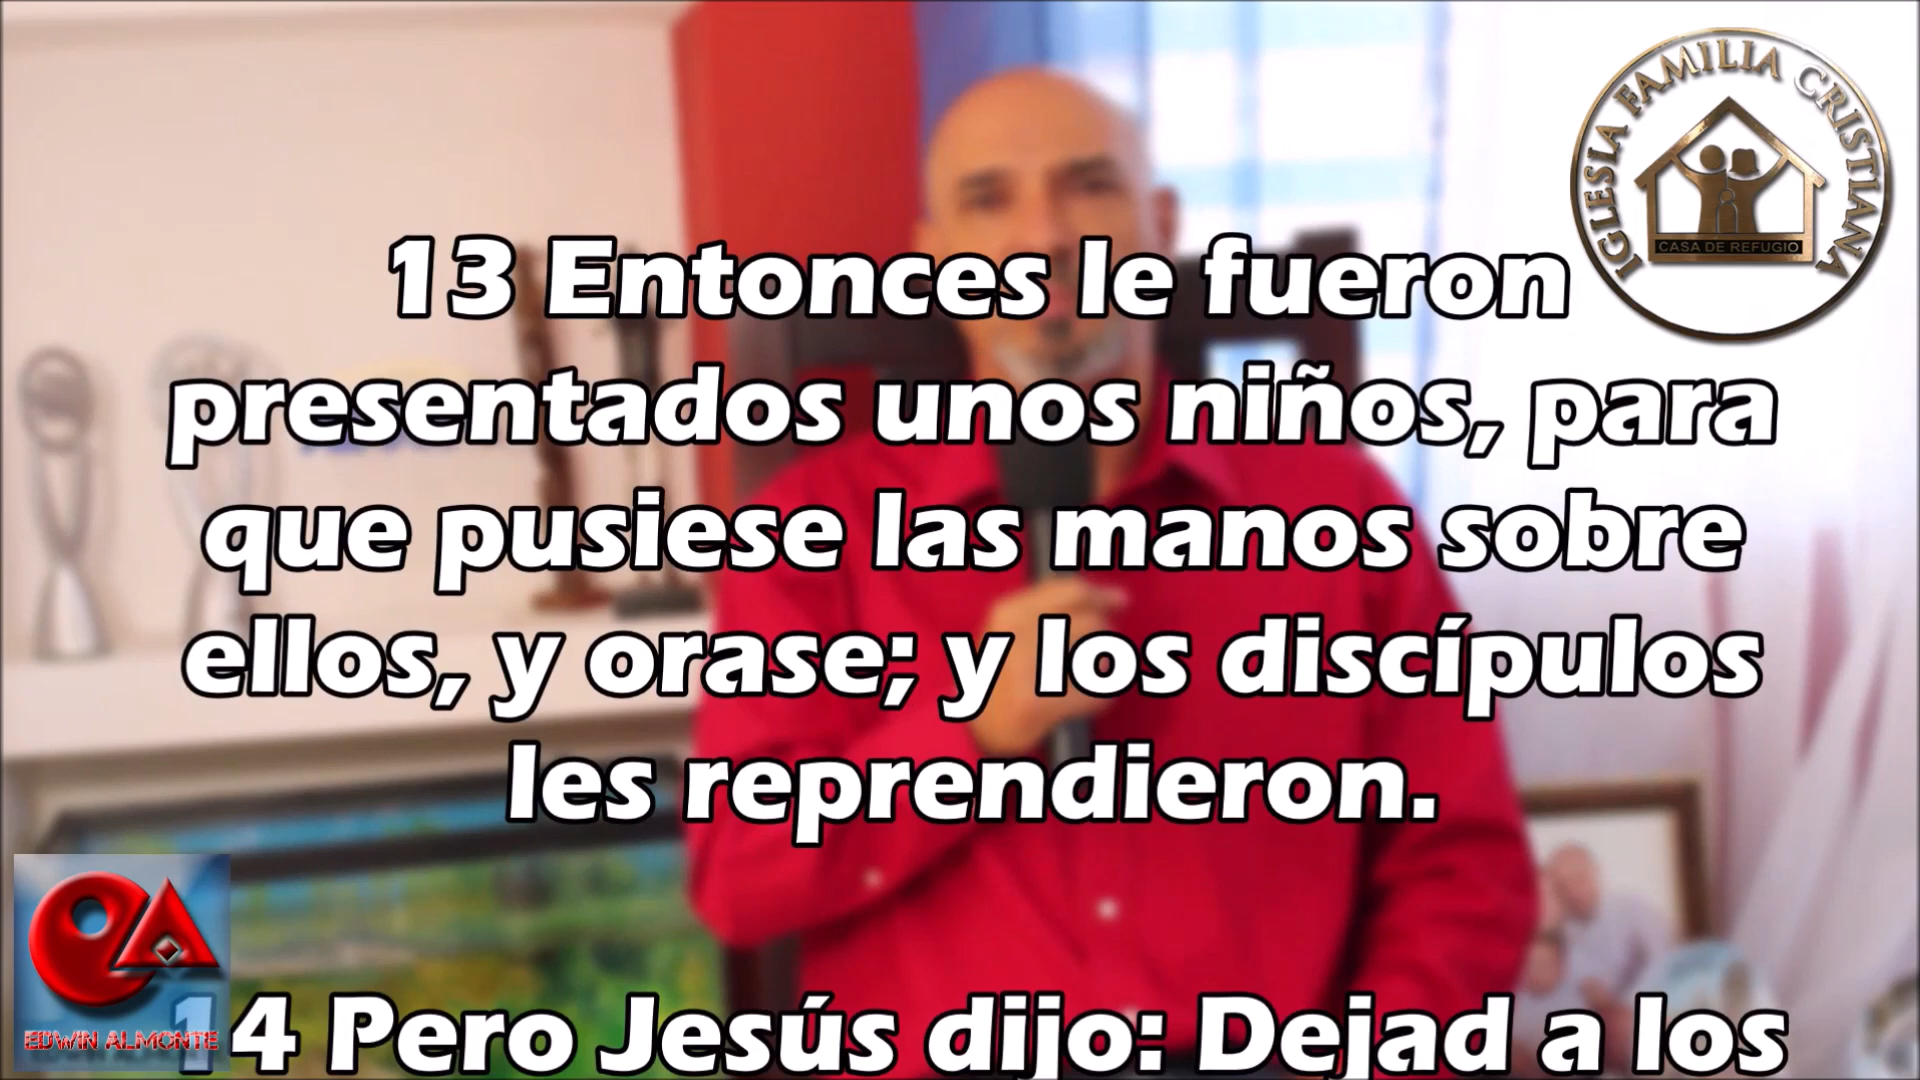 IGLESIA FAMILIA CRISTIANA
CASA DE REFUGIO
13 Entonces le fueron
presentados unos niños, para
que pusiese las manos sobre
ellos, y orase; y los discípulos
les reprendieron.
14 Pero Jesús dijo: Dejad a los
EDWIN ALMONTE